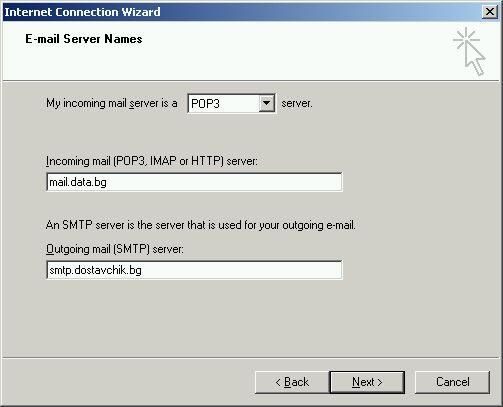 Internet Connection Wizard
E-mail Server Names
My incoming mail server is a POP3 server.
Incoming mail (POP3, IMAP or HTTP) server:
mail.data.bg
An SMTP server is the server that is used for your outgoing e-mail.
Outgoing mail (SMTP) server:
smtp.dostavchik.bg
< Back Next > Cancel